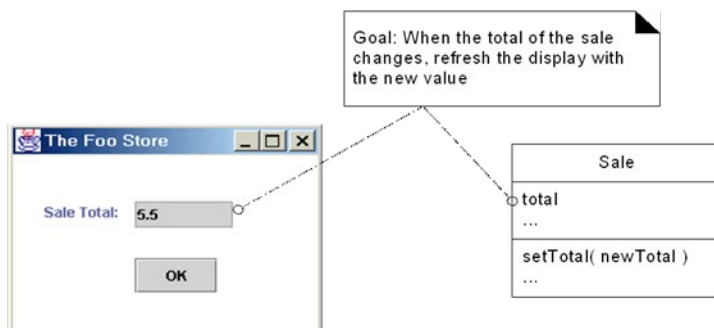 Goal: When the total of the sale
changes, refresh the display with
the new value
The Foo Store
Sale Total: 5.5
OK
Sale
total
...
setTotal( newTotal )
...